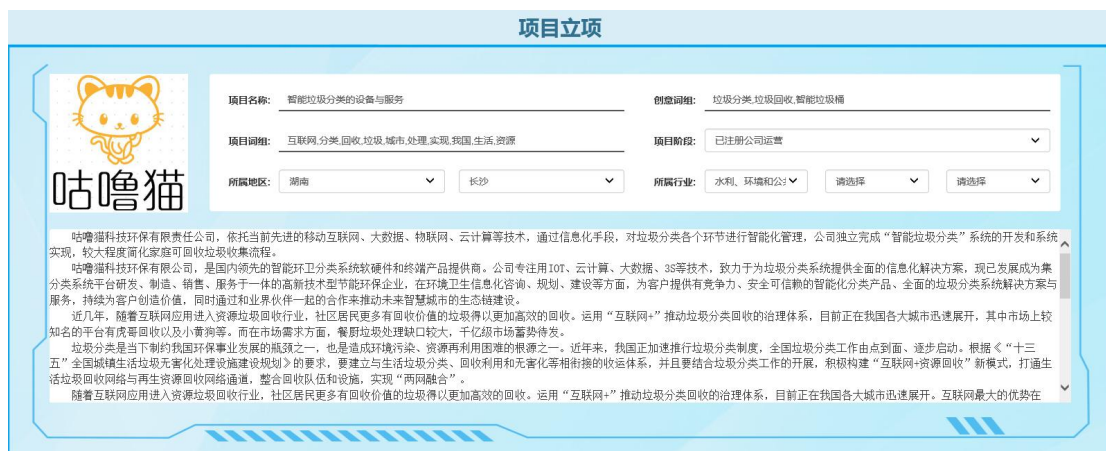 项目立项
咕噜猫
项目名称: 智能垃圾分类的设备与服务
创意词组: 垃圾分类,垃圾回收,智能垃圾桶
项目词组: 互联网,分类,回收,垃圾,城市,处理,实现,我国,生活,资源
项目阶段: 已注册公司运营
所属地区: 湖南 长沙
所属行业: 水利、环境和公 请选择 请选择
咕噜猫科技环保有限责任公司，依托当前先进的移动互联网、大数据、物联网、云计算等技术，通过信息化手段，对垃圾分类各个环节进行智能化管理，公司独立完成“智能垃圾分类”系统的开发和系统
实现，较大程度简化家庭可回收垃圾收集流程。
咕噜猫科技环保有限公司，是国内领先的智能环卫分类系统软硬件和终端产品提供商。公司专注用IOT、云计算、大数据、3S等技术，致力于为垃圾分类系统提供全面的信息化解决方案，现已发展成为集
分类系统平台研发、制造、销售、服务于一体的高新技术型节能环保企业，在环境卫生信息化咨询、规划、建设等方面，为客户提供有竞争力、安全可信赖的智能化分类产品、全面的垃圾分类系统解决方案与
服务，持续为客户创造价值，同时通过和业界伙伴一起的合作来推动未来智慧城市的生态链建设。
近几年，随着互联网应用进入资源垃圾回收行业，社区居民更多有回收价值的垃圾得以更加高效的回收。运用“互联网+”推动垃圾分类回收的治理体系，目前正在我国各大城市迅速展开，其中市场上较
知名的平台有虎哥回收以及小黄狗等。而在市场需求方面，餐厨垃圾处理缺口较大，千亿级市场蓄势待发。
垃圾分类是当下制约我国环保事业发展的瓶颈之一，也是造成环境污染、资源再利用困难的根源之一。近年来，我国正加速推行垃圾分类制度，全国垃圾分类工作由点到面、逐步启动。根据《“十三
五”全国城镇生活垃圾无害化处理设施建设规划》的要求，要建立与生活垃圾分类、回收利用和无害化等相衔接的收运体系，并且要结合垃圾分类工作的开展，积极构建“互联网+资源回收”新模式，打通生
活垃圾回收网络与再生资源回收网络通道，整合回收队伍和设施，实现“两网融合”。
随着互联网应用进入资源垃圾回收行业，社区居民更多有回收价值的垃圾得以更加高效的回收。运用“互联网+”推动垃圾分类回收的治理体系，目前正在我国各大城市迅速展开。互联网最大的优势在